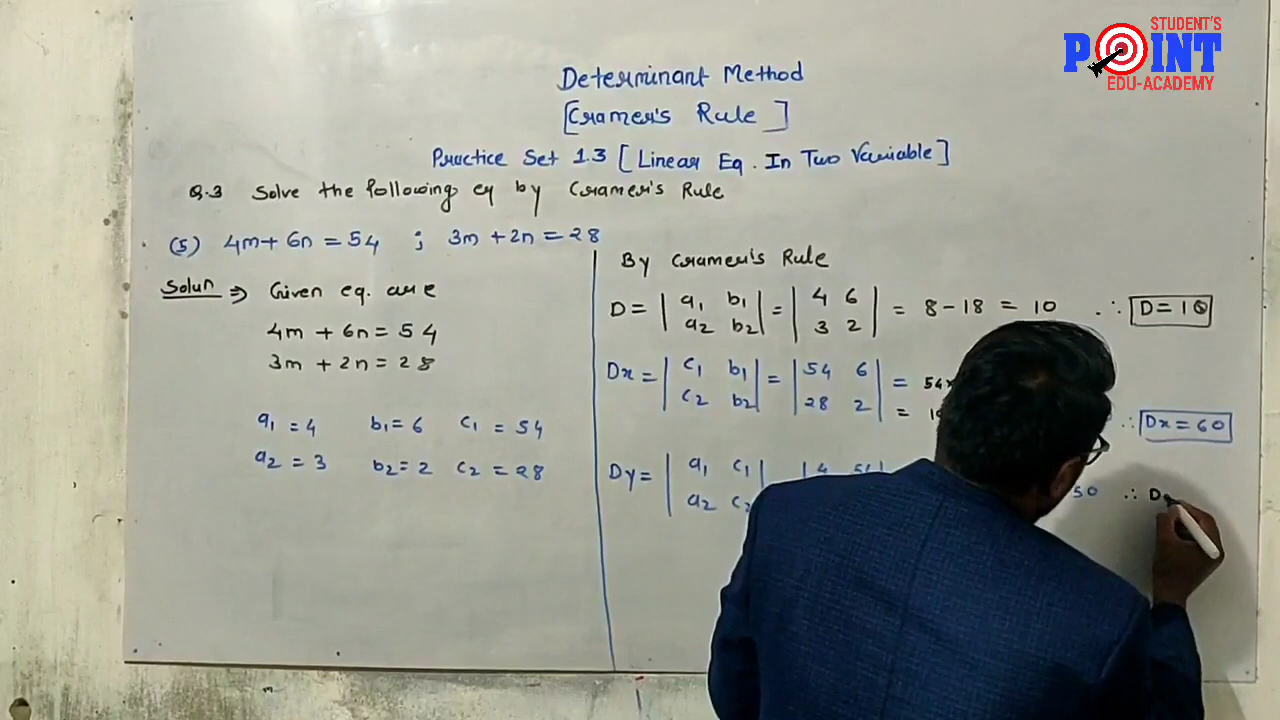 STUDENT'S
POINT
EDU-ACADEMY
Determinant Method
[Cramer's Rule]
Practice Set 1.3 [Linear Eq. In Two Variable]
Q.3 Solve the following eq by Cramer's Rule
(5) 4m + 6n = 54 ; 3m + 2n = 28
Solun ⇒ Given eq. are
4m + 6n = 54
3m + 2n = 28
a₁ = 4 b₁ = 6 c₁ = 54
a₂ = 3 b₂ = 2 c₂ = 28
By Cramer's Rule
D = | a₁ b₁ | = | 4 6 | = 8 - 18 = 10 ∴ D = 10
| a₂ b₂ | | 3 2 |
Dx = | c₁ b₁ | = | 54 6 | = 54×
| c₂ b₂ | | 28 2 | = ∴ Dx = 60
Dy = | a₁ c₁ | | 4 54 | 50 ∴ D
| a₂ c₂